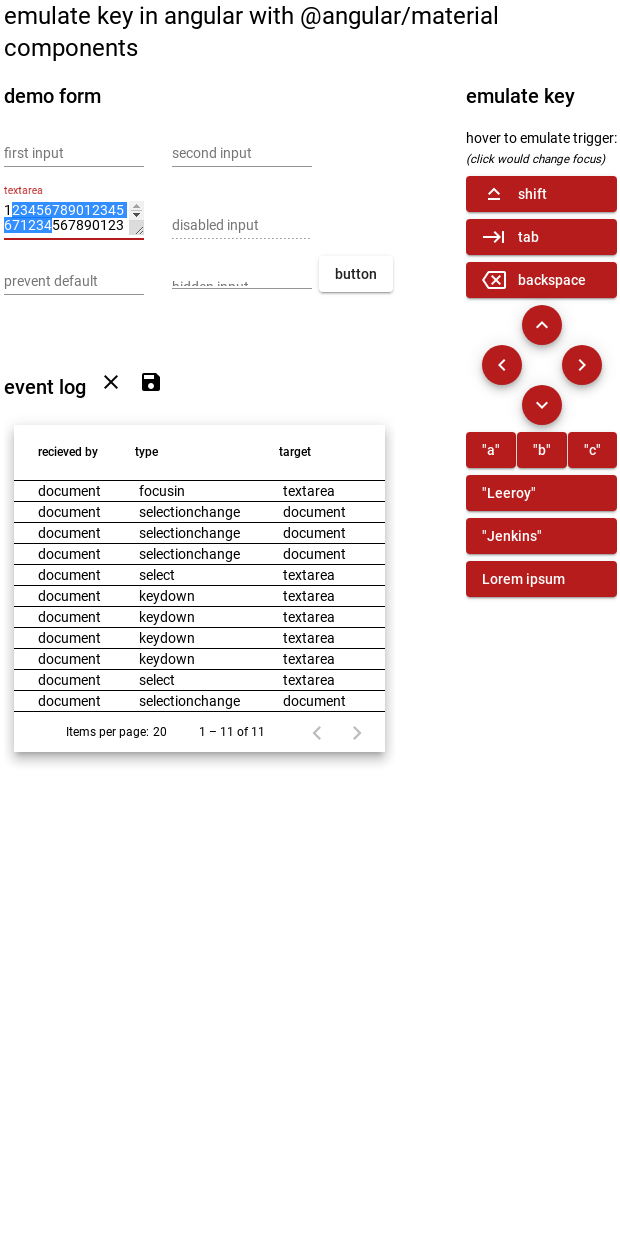 emulate key in angular with @angular/material
components
demo form
first input
second input
textarea
123456789012345
671234567890123
disabled input
prevent default
hidden input
button
event log
recieved by type target
document focusin textarea
document selectionchange document
document selectionchange document
document selectionchange document
document select textarea
document keydown textarea
document keydown textarea
document keydown textarea
document keydown textarea
document select textarea
document selectionchange document
Items per page: 20 1 – 11 of 11
emulate key
hover to emulate trigger:
(click would change focus)
shift
tab
backspace
"a" "b" "c"
"Leeroy"
"Jenkins"
Lorem ipsum